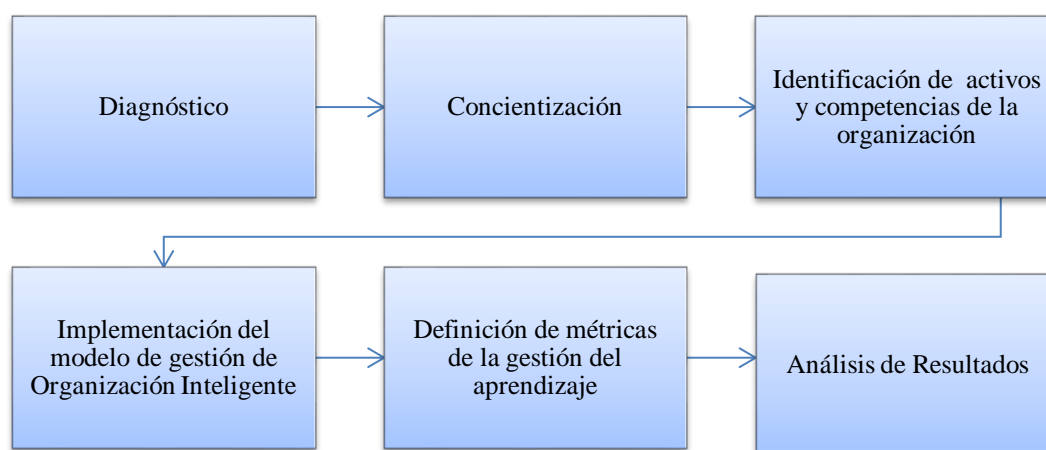 Diagnóstico
Concientización
Identificación de activos
y competencias de la
organización
Implementación del
modelo de gestión de
Organización Inteligente
Definición de métricas
de la gestión del
aprendizaje
Análisis de Resultados